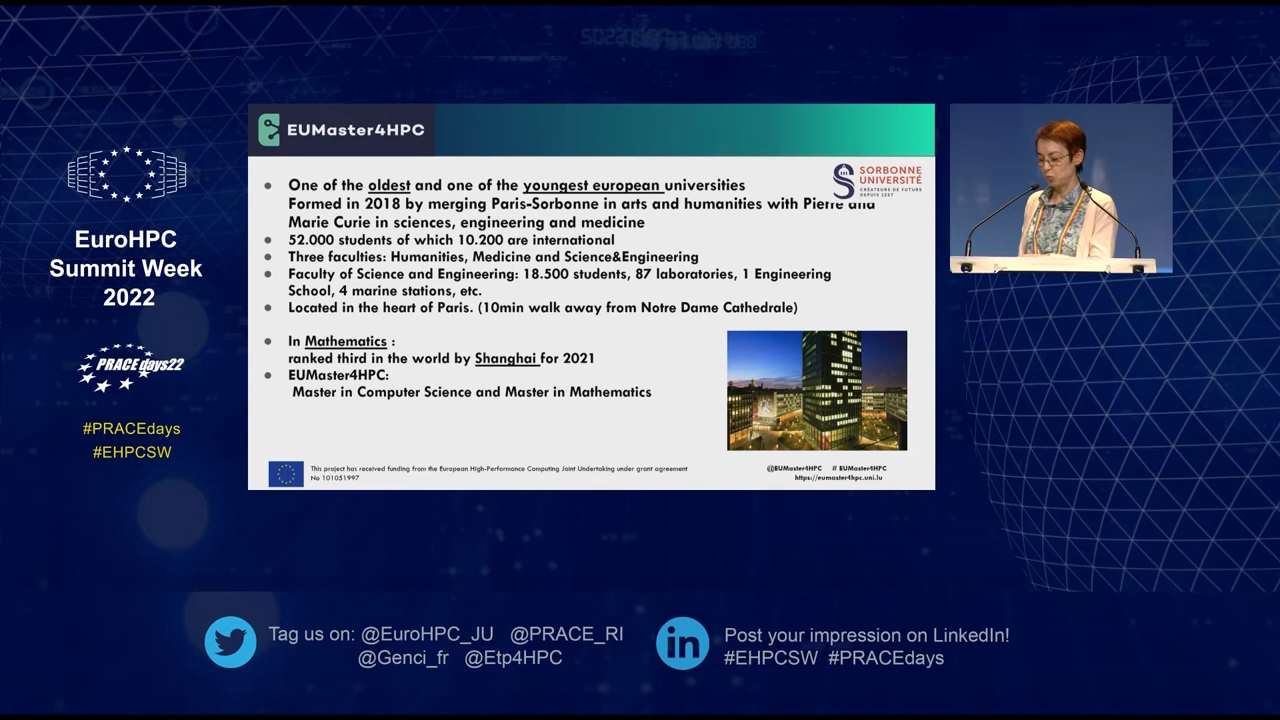 EuroHPC
Summit Week
2022
PRACEdays22
#PRACEdays
#EHPCSW
EUMaster4HPC
SORBONNE
UNIVERSITÉ
CRÉATEURS DE FUTURS
DEPUIS 1257
One of the oldest and one of the youngest european universities
Formed in 2018 by merging Paris-Sorbonne in arts and humanities with Pierre and
Marie Curie in sciences, engineering and medicine
52.000 students of which 10.200 are international
Three faculties: Humanities, Medicine and Science&Engineering
Faculty of Science and Engineering: 18.500 students, 87 laboratories, 1 Engineering
School, 4 marine stations, etc.
Located in the heart of Paris. (10min walk away from Notre Dame Cathedrale)
In Mathematics :
ranked third in the world by Shanghai for 2021
EUMaster4HPC:
Master in Computer Science and Master in Mathematics
This project has received funding from the European High-Performance Computing Joint Undertaking under grant agreement
No 101051997
@EUMaster4HPC # EUMaster4HPC
https://eumaster4hpc.uni.lu
Tag us on: @EuroHPC_JU @PRACE_RI
@Genci_fr @Etp4HPC
in
Post your impression on LinkedIn!
#EHPCSW #PRACEdays